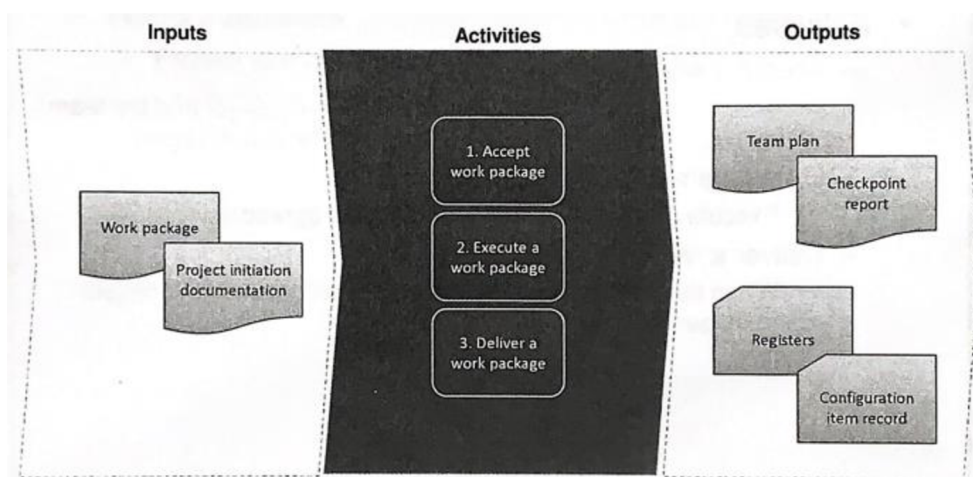 Inputs
Activities
Outputs
Work package
Project initiation
documentation
1. Accept
work package
2. Execute a
work package
3. Deliver a
work package
Team plan
Checkpoint
report
Registers
Configuration
item record